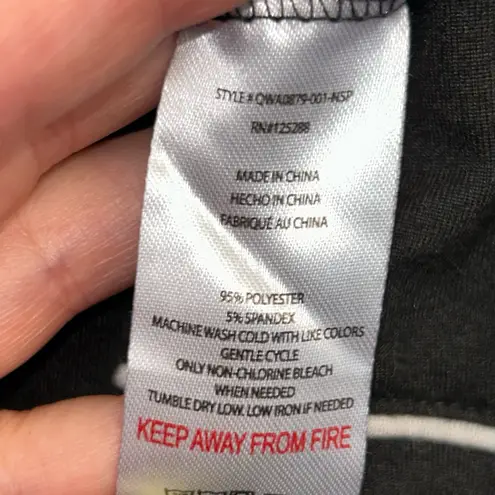 STYLE # QWA0879-001-NSP
RN#125288
MADE IN CHINA
HECHO IN CHINA
FABRIQUÉ AU CHINA
95% POLYESTER
5% SPANDEX
MACHINE WASH COLD WITH LIKE COLORS
GENTLE CYCLE
ONLY NON-CHLORINE BLEACH
WHEN NEEDED
TUMBLE DRY LOW. LOW IRON IF NEEDED
KEEP AWAY FROM FIRE